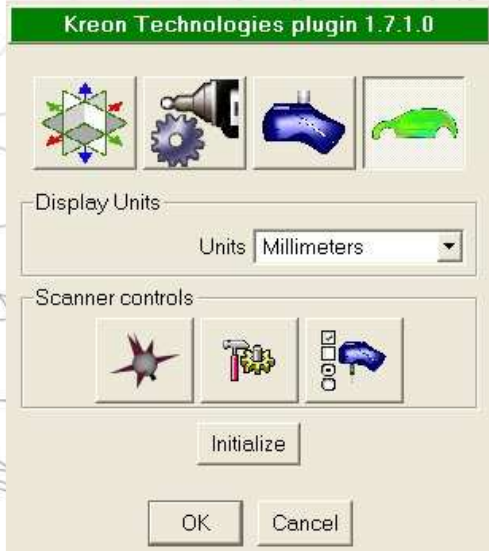 Kreon Technologies plugin 1.7.1.0
Display Units
Units Millimeters
Scanner controls
Initialize
OK Cancel